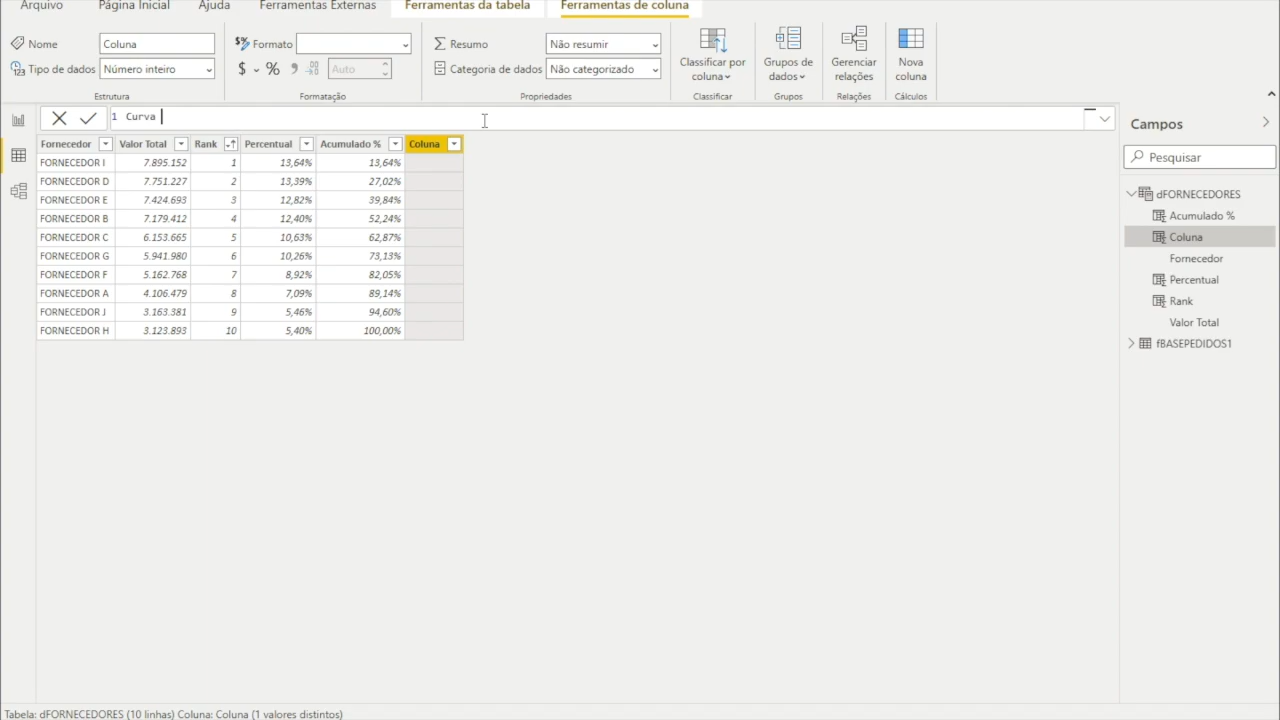 Arquivo Página Inicial Ajuda Ferramentas Externas Ferramentas da tabela Ferramentas de coluna
Nome Coluna
Tipo de dados Número inteiro
Estrutura
Formato
$ % Auto
Formatação
Resumo Não resumir
Categoria de dados Não categorizado
Propriedades
Classificar por
coluna
Classificar
Grupos de
dados
Grupos
Gerenciar
relações
Relações
Nova
coluna
Cálculos
1 Curva
Fornecedor Valor Total Rank Percentual Acumulado % Coluna
FORNECEDOR I 7.895.152 1 13,64% 13,64%
FORNECEDOR D 7.751.227 2 13,39% 27,02%
FORNECEDOR E 7.424.693 3 12,82% 39,84%
FORNECEDOR B 7.179.412 4 12,40% 52,24%
FORNECEDOR C 6.153.665 5 10,63% 62,87%
FORNECEDOR G 5.941.980 6 10,26% 73,13%
FORNECEDOR F 5.162.768 7 8,92% 82,05%
FORNECEDOR A 4.106.479 8 7,09% 89,14%
FORNECEDOR J 3.163.381 9 5,46% 94,60%
FORNECEDOR H 3.123.893 10 5,40% 100,00%
Campos
Pesquisar
dFORNECEDORES
Acumulado %
Coluna
Fornecedor
Percentual
Rank
Valor Total
fBASEPEDIDOS1
Tabela: dFORNECEDORES (10 linhas) Coluna: Coluna (1 valores distintos)